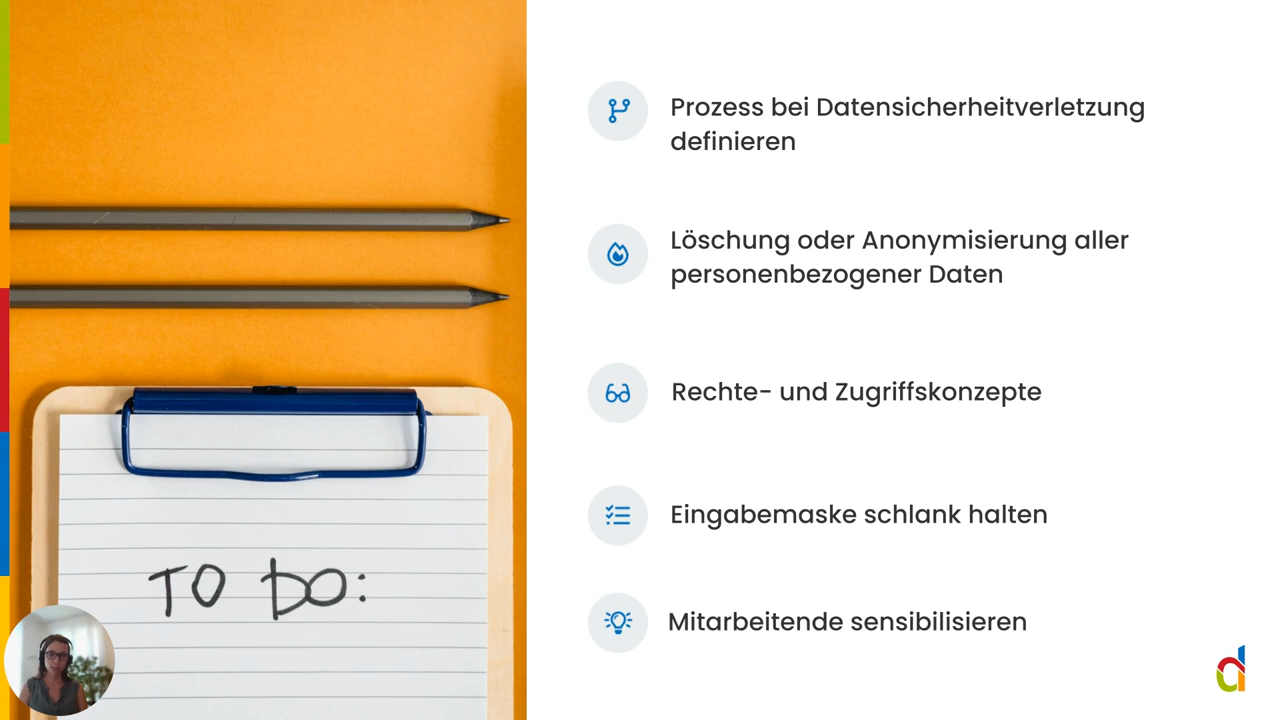 Prozess bei Datensicherheitverletzung
definieren
Löschung oder Anonymisierung aller
personenbezogener Daten
Rechte- und Zugriffskonzepte
Eingabemaske schlank halten
Mitarbeitende sensibilisieren
TO DO: